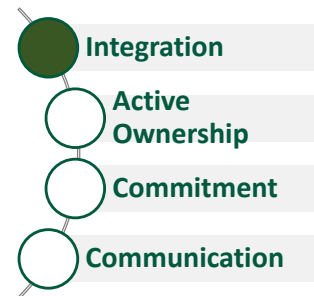 Integration
Active
Ownership
Commitment
Communication